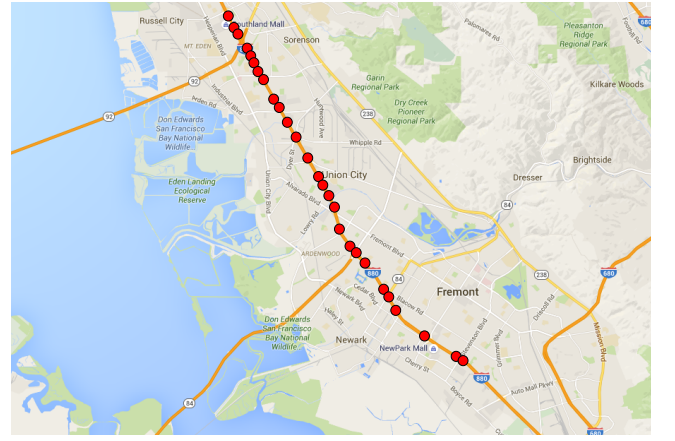 Russell City
Southland Mall
Hesperian Blvd
MT. EDEN
Sorenson
Palomares Rd
Pleasanton
Ridge
Regional Park
Foothill Rd
680
Garin
Regional Park
Kilkare Woods
92
Industrial Blvd
Dry Creek
Pioneer
Regional Park
92
Don Edwards
San Francisco
Bay National
Wildlife
238
Whipple Rd
Dyer St
Brightside
Union City
Dresser
Eden Landing
Ecological
Reserve
Union City Blvd
Alvarado Blvd
84
Lowry Rd
Fremont Blvd
ARDENWOOD
880
84
238
680
Cedar Blvd
Fremont
Blacow Rd
Newark Blvd
Driscoll Rd
Don Edwards
San Francisco
Bay National
Wildlife
Mission Blvd
Newark
NewPark Mall
Stevenson Blvd
Grimmer Blvd
Cherry St
880
Auto Mall Pkwy
Boyce Rd
84
680